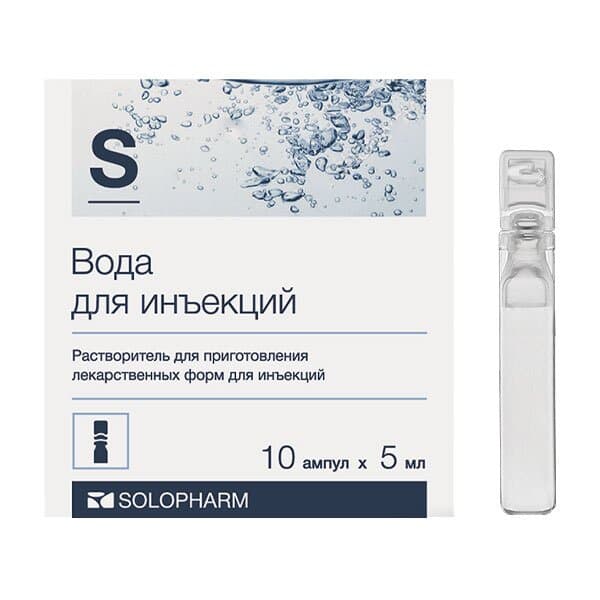 S
Вода
для инъекций
Растворитель для приготовления
лекарственных форм для инъекций
10 ампул х 5 мл
SOLOPHARM